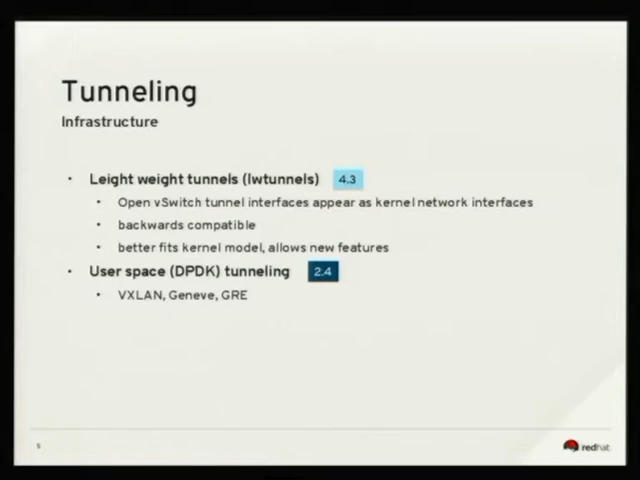 Tunneling
Infrastructure
• Leight weight tunnels (lwtunnels) 4.3
• Open vSwitch tunnel interfaces appear as kernel network interfaces
• backwards compatible
• better fits kernel model, allows new features
• User space (DPDK) tunneling 2.4
• VXLAN, Geneve, GRE
5
redhat